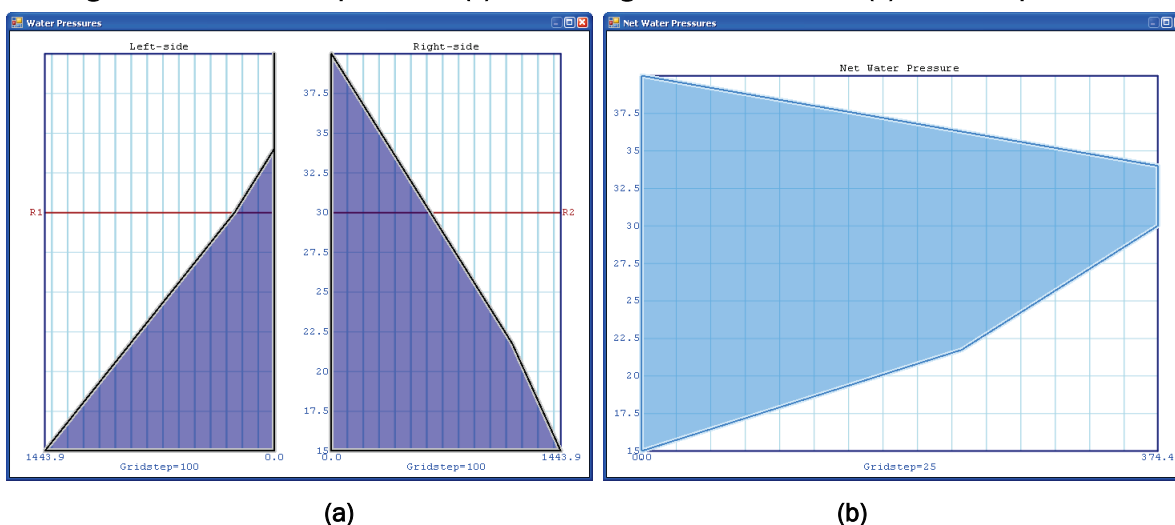 Water Pressures
Left-side
Right-side
37.5
35
32.5
R1
30
R2
27.5
25
22.5
20
17.5
15
1443.9
0.0
0.0
1443.9
Gridstep=100
Gridstep=100
(a)
Net Water Pressures
Net Water Pressure
37.5
35
32.5
30
27.5
25
22.5
20
17.5
15
000
374.4
Gridstep=25
(b)